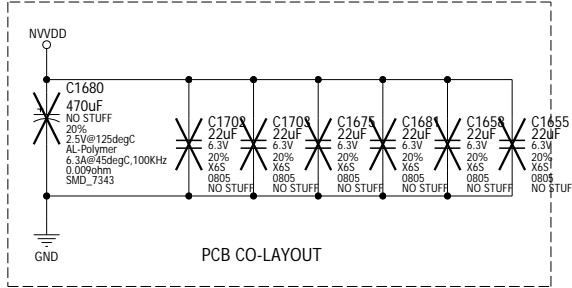 NVVDD
C1680
470uF
NO STUFF
20%
2.5V@125degC
AL-Polymer
6.3A@45degC,100KHz
0.009ohm
SMD_7343
C1702
22uF
6.3V
20%
X6S
0805
NO STUFF
C1703
22uF
6.3V
20%
X6S
0805
NO STUFF
C1675
22uF
6.3V
20%
X6S
0805
NO STUFF
C1681
22uF
6.3V
20%
X6S
0805
NO STUFF
C1658
22uF
6.3V
20%
X6S
0805
NO STUFF
C1655
22uF
6.3V
20%
X6S
0805
NO STUF
GND
PCB CO-LAYOUT